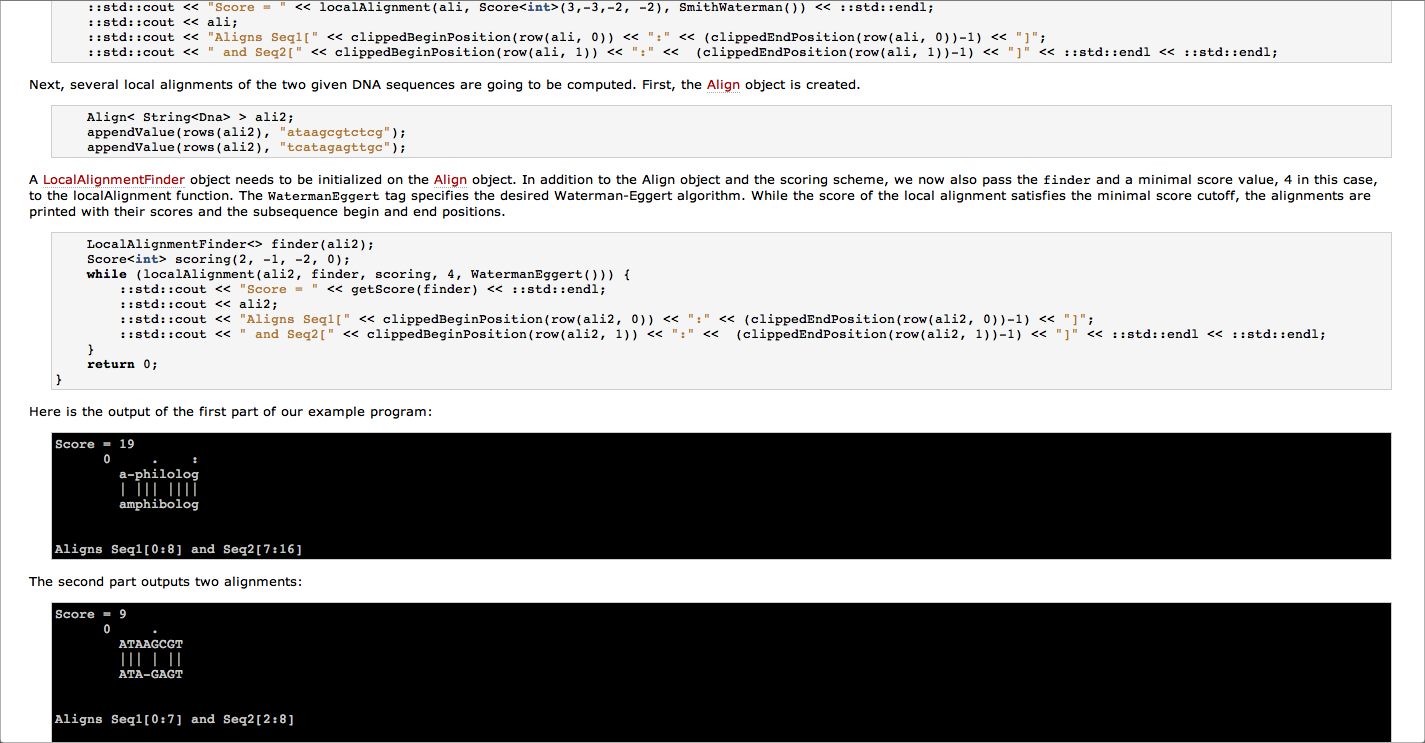 ::std::cout << "Score = " << localAlignment(ali, Score<int>(3,-3,-2, -2), SmithWaterman()) << ::std::endl;
    ::std::cout << ali;
    ::std::cout << "Aligns Seq1[" << clippedBeginPosition(row(ali, 0)) << ":" << (clippedEndPosition(row(ali, 0))-1) << "]";
    ::std::cout << " and Seq2[" << clippedBeginPosition(row(ali, 1)) << ":" <<  (clippedEndPosition(row(ali, 1))-1) << "]" << ::std::endl << ::std::endl;
Next, several local alignments of the two given DNA sequences are going to be computed. First, the Align object is created.
    Align< String<Dna> > ali2;
    appendValue(rows(ali2), "ataagcgtctcg");
    appendValue(rows(ali2), "tcatagagttgc");
A LocalAlignmentFinder object needs to be initialized on the Align object. In addition to the Align object and the scoring scheme, we now also pass the finder and a minimal score value, 4 in this case,
to the localAlignment function. The WatermanEggert tag specifies the desired Waterman-Eggert algorithm. While the score of the local alignment satisfies the minimal score cutoff, the alignments are
printed with their scores and the subsequence begin and end positions.
    LocalAlignmentFinder<> finder(ali2);
    Score<int> scoring(2, -1, -2, 0);
    while (localAlignment(ali2, finder, scoring, 4, WatermanEggert())) {
        ::std::cout << "Score = " << getScore(finder) << ::std::endl;
        ::std::cout << ali2;
        ::std::cout << "Aligns Seq1[" << clippedBeginPosition(row(ali2, 0)) << ":" << (clippedEndPosition(row(ali2, 0))-1) << "]";
        ::std::cout << " and Seq2[" << clippedBeginPosition(row(ali2, 1)) << ":" <<  (clippedEndPosition(row(ali2, 1))-1) << "]" << ::std::endl << ::std::endl;
    }
    return 0;
}
Here is the output of the first part of our example program:
Score = 19
      0     .    :
        a-philolog
        | ||| ||||
        amphibolog
Aligns Seq1[0:8] and Seq2[7:16]
The second part outputs two alignments:
Score = 9
      0     .
        ATAAGCGT
        ||| | ||
        ATA-GAGT
Aligns Seq1[0:7] and Seq2[2:8]